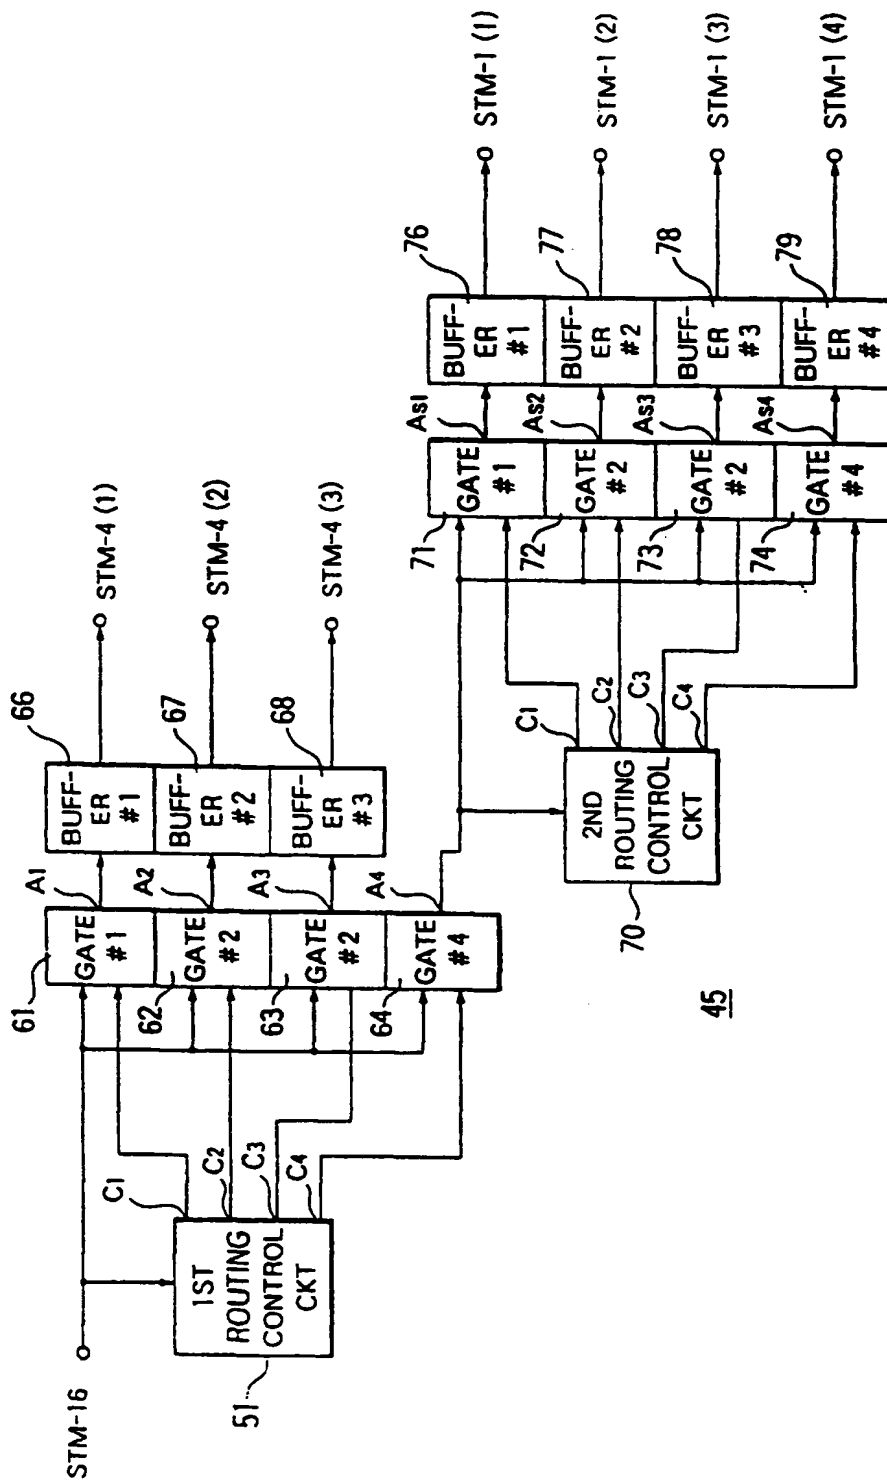 STM-16
51
1ST
ROUTING
CONTROL
CKT
C1
C2
C3
C4
61
GATE
#1
62
GATE
#2
63
GATE
#2
64
GATE
#4
A1
A2
A3
A4
66
BUFF-
ER
#1
67
BUFF-
ER
#2
68
BUFF-
ER
#3
STM-4 (1)
STM-4 (2)
STM-4 (3)
70
2ND
ROUTING
CONTROL
CKT
C1
C2
C3
C4
71
GATE
#1
72
GATE
#2
73
GATE
#2
74
GATE
#4
AS1
AS2
AS3
AS4
76
BUFF-
ER
#1
77
BUFF-
ER
#2
78
BUFF-
ER
#3
79
BUFF-
ER
#4
STM-1 (1)
STM-1 (2)
STM-1 (3)
STM-1 (4)
45